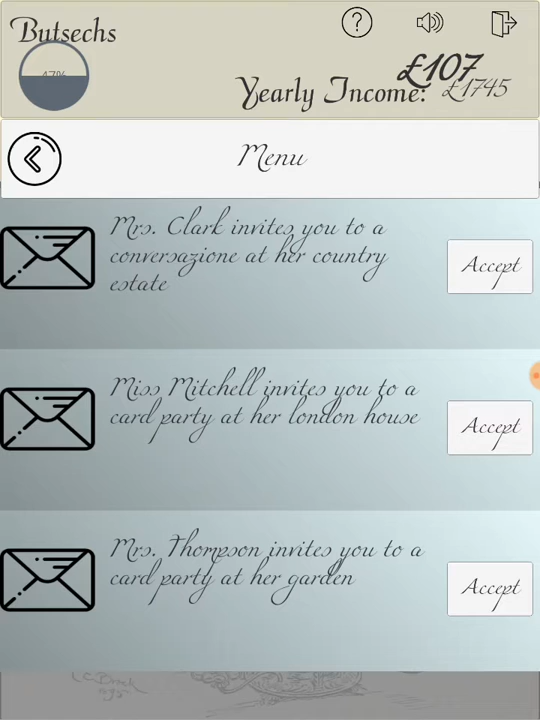 Butsechs
47%
£107
Yearly Income: £1745
Menu
Mrs. Clark invites you to a
conversazione at her country
estate
Accept
Miss Mitchell invites you to a
card party at her london house
Accept
Mrs. Thompson invites you to a
card party at her garden
Accept